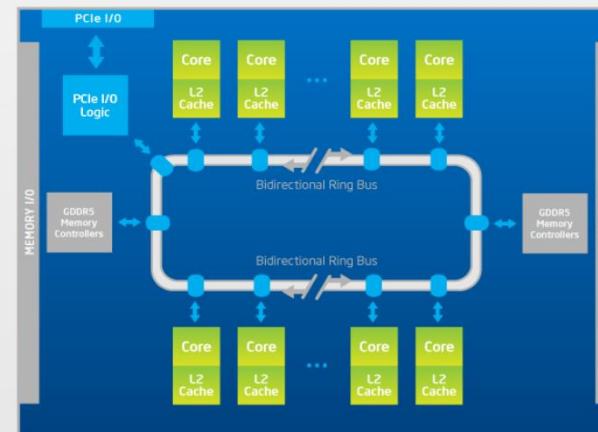 PCIe I/O
PCIe I/O
Logic
Core
L2
Cache
Core
L2
Cache
...
Core
L2
Cache
Core
L2
Cache
Bidirectional Ring Bus
MEMORY I/O
GDDR5
Memory
Controllers
GDDR5
Memory
Controllers
Bidirectional Ring Bus
Core
L2
Cache
Core
L2
Cache
...
Core
L2
Cache
Core
L2
Cache